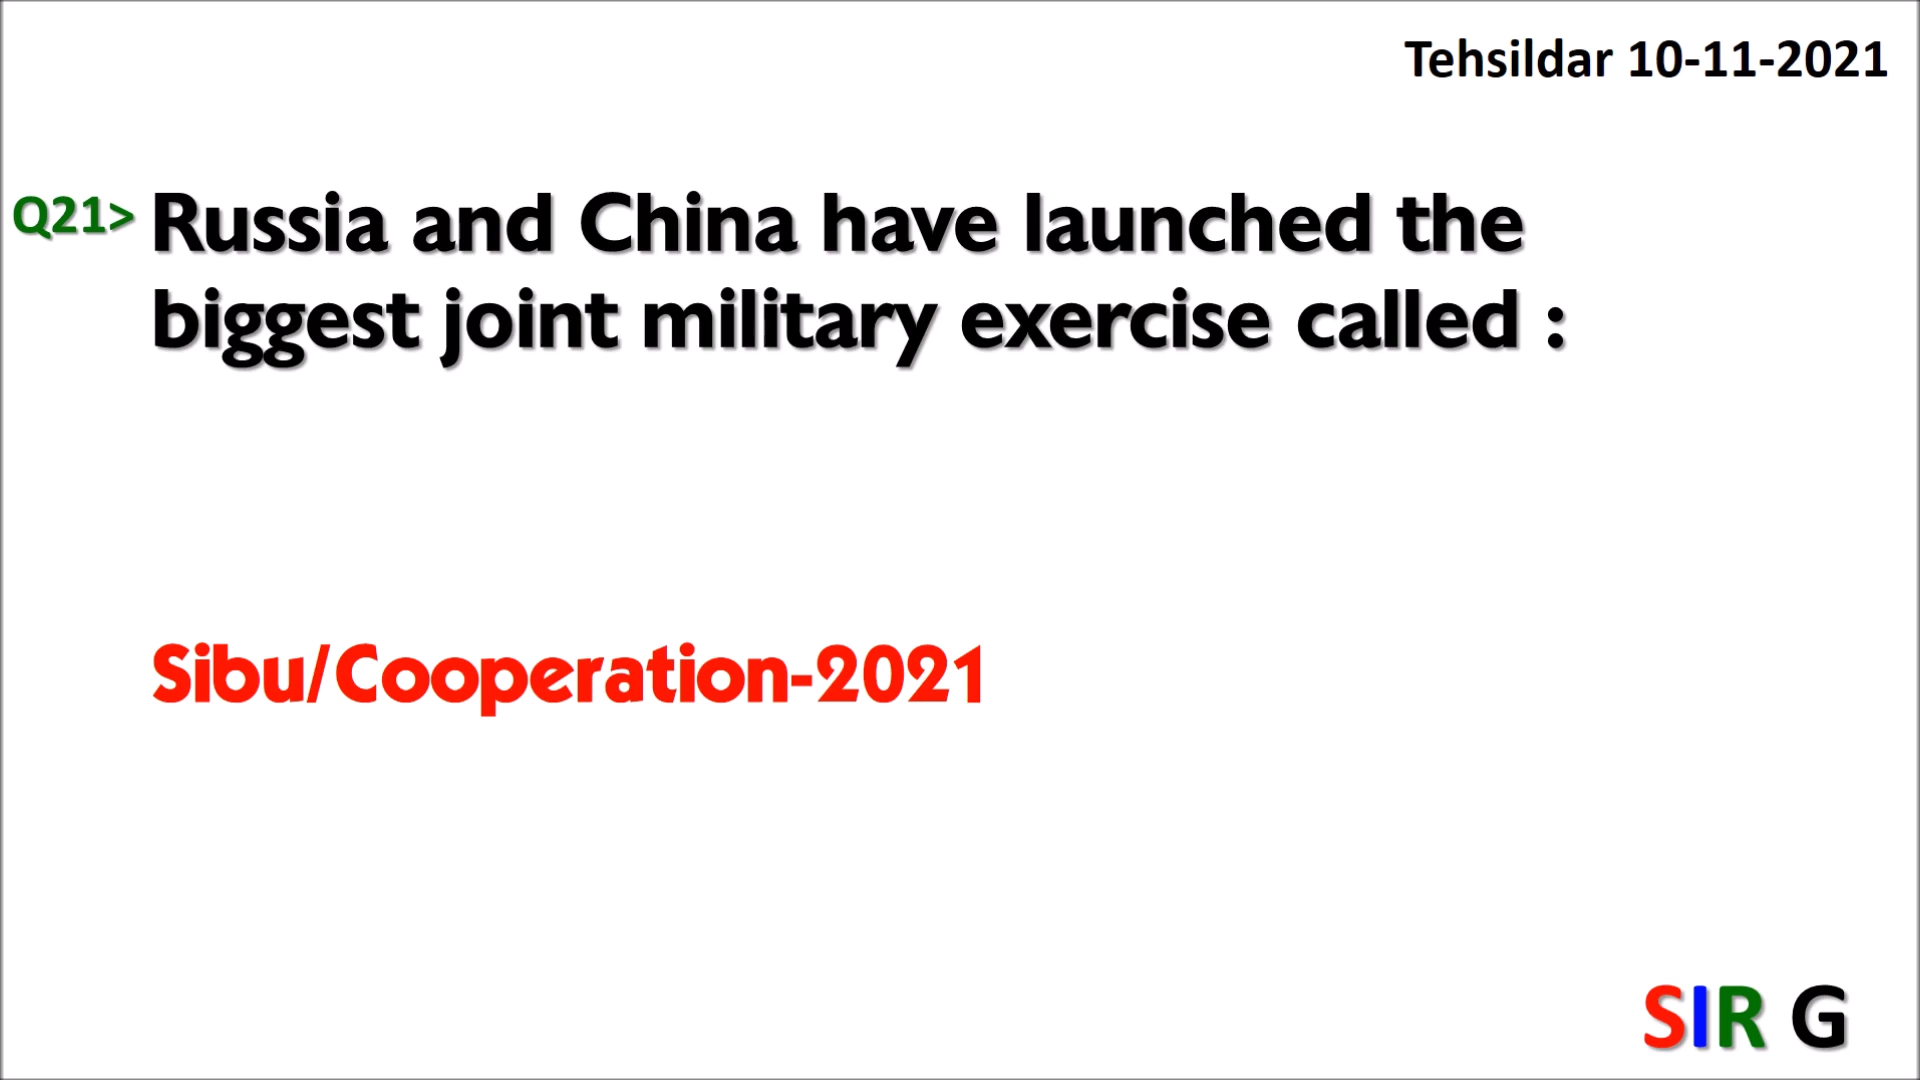 Tehsildar 10-11-2021
Q21> Russia and China have launched the
biggest joint military exercise called :
Sibu/Cooperation-2021
SIR G